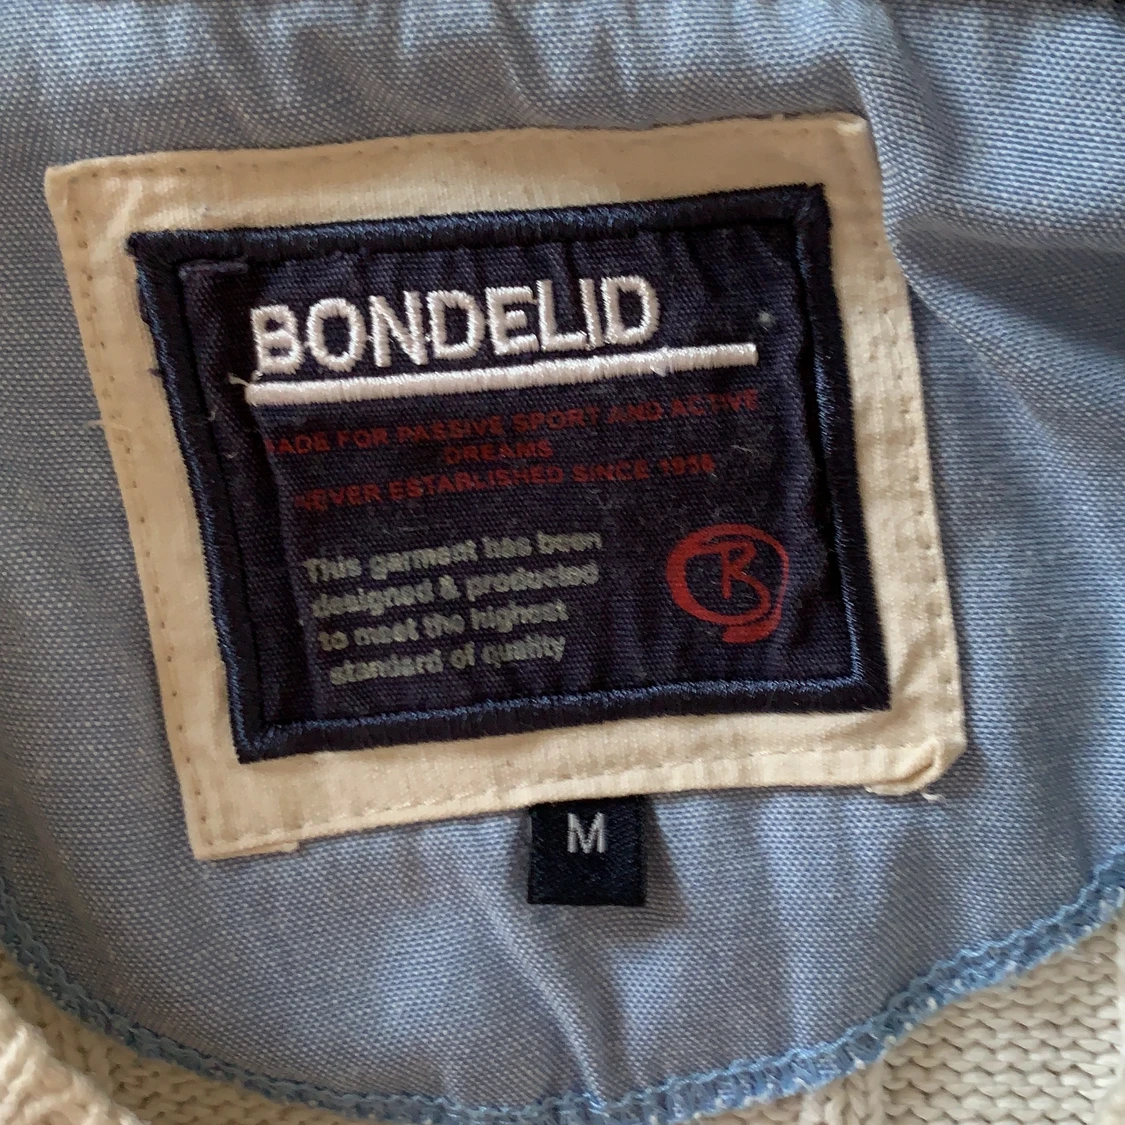 BONDELID
MADE FOR PASSIVE SPORT AND ACTIVE
DREAMS
NEVER ESTABLISHED SINCE 1956
This garment has been
designed & producted
to meet the highest
standard of quality
B
M